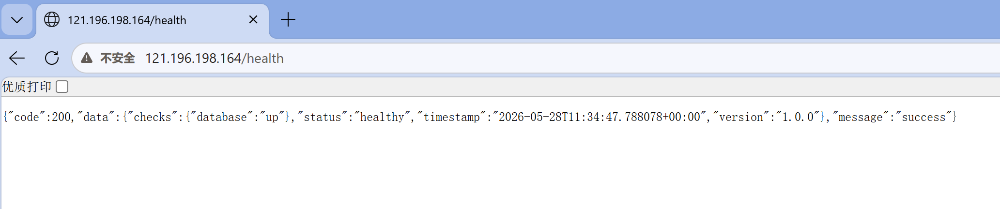 121.196.198.164/health
不安全 121.196.198.164/health
优质打印
{"code":200,"data":{"checks":{"database":"up"},"status":"healthy","timestamp":"2026-05-28T11:34:47.788078+00:00","version":"1.0.0"},"message":"success"}